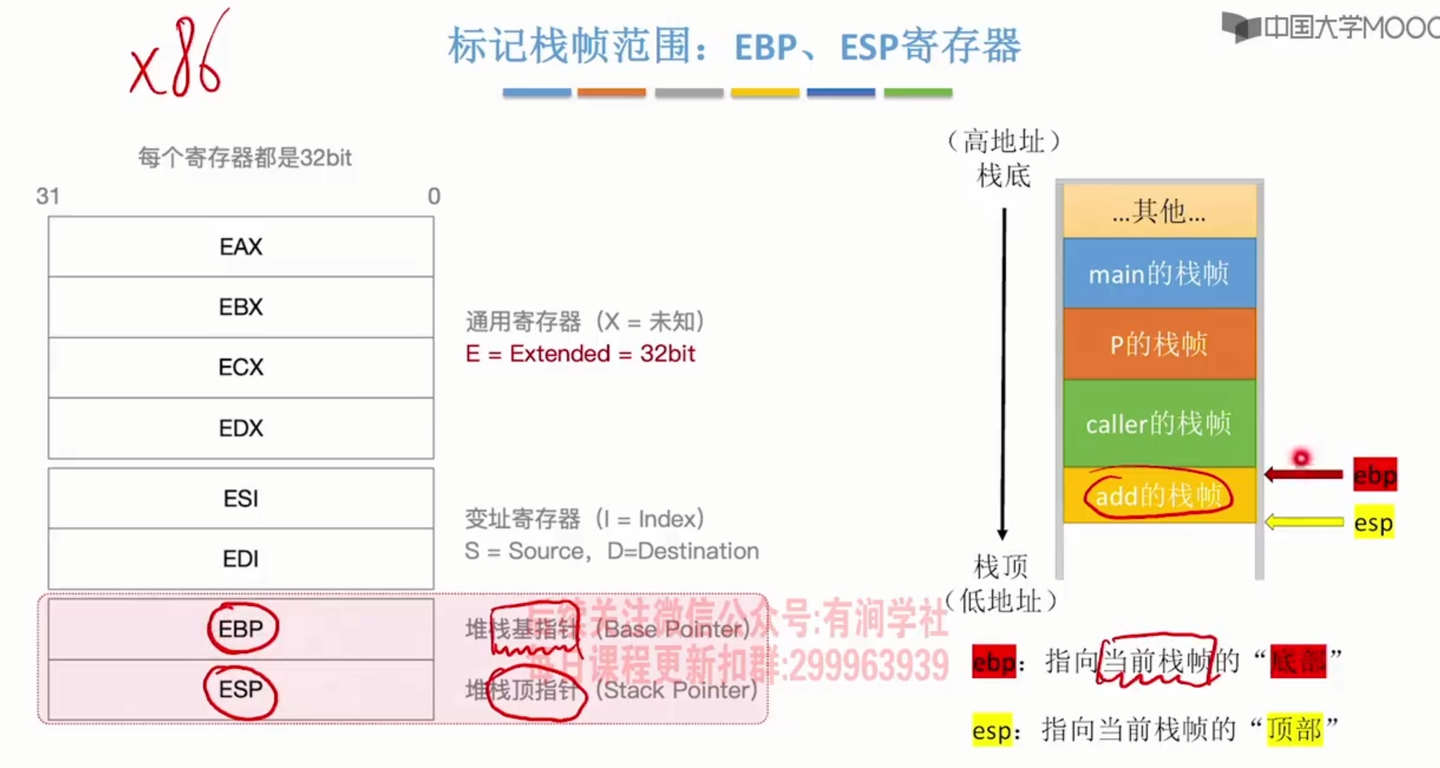 x86
标记栈帧范围：EBP、ESP寄存器
中国大学MOOC
每个寄存器都是32bit
31 0
EAX
EBX
ECX
EDX
通用寄存器（X = 未知）
E = Extended = 32bit
ESI
EDI
变址寄存器（I = Index）
S = Source，D=Destination
EBP
堆栈基指针（Base Pointer）
ESP
堆栈顶指针（Stack Pointer）
后续关注微信公众号:有涧学社
每日课程更新扣群:299963939
（高地址）
栈底
...其他...
main的栈帧
P的栈帧
caller的栈帧
add的栈帧
ebp
esp
栈顶
（低地址）
ebp：指向当前栈帧的“底部”
esp：指向当前栈帧的“顶部”